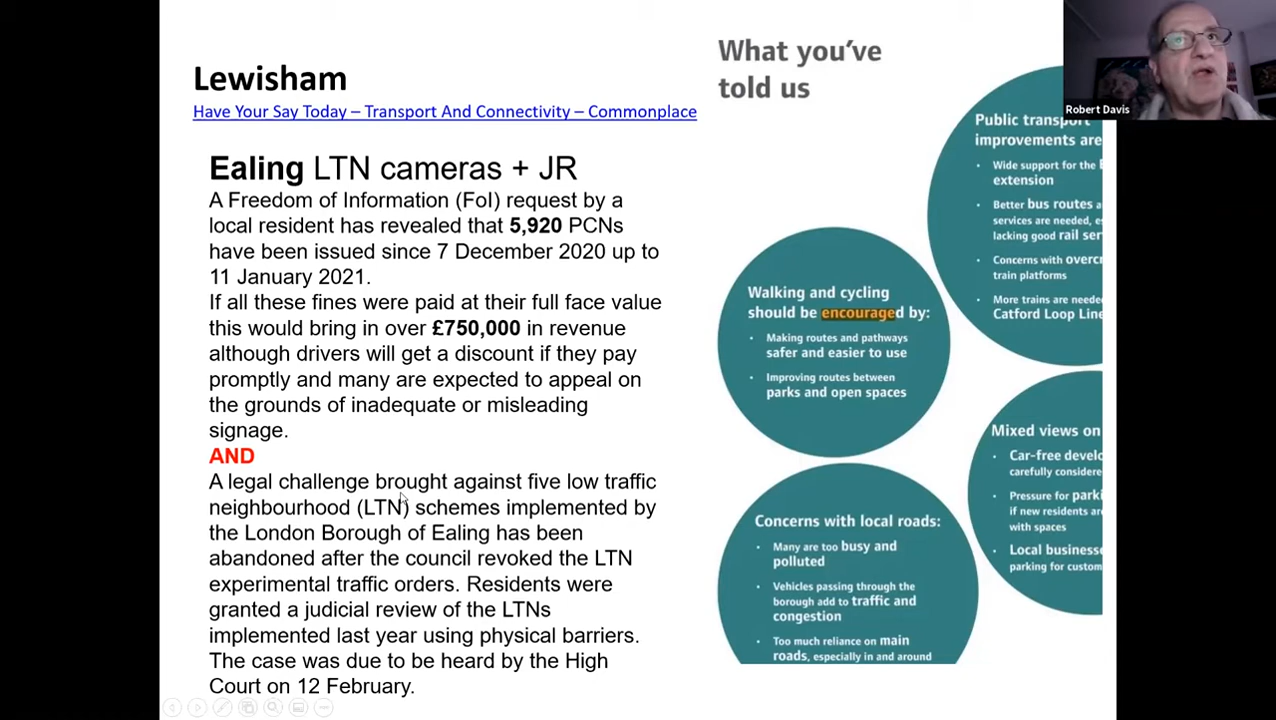 Lewisham
Have Your Say Today – Transport And Connectivity – Commonplace
Ealing LTN cameras + JR
A Freedom of Information (FoI) request by a
local resident has revealed that 5,920 PCNs
have been issued since 7 December 2020 up to
11 January 2021.
If all these fines were paid at their full face value
this would bring in over £750,000 in revenue
although drivers will get a discount if they pay
promptly and many are expected to appeal on
the grounds of inadequate or misleading
signage.
AND
A legal challenge brought against five low traffic
neighbourhood (LTN) schemes implemented by
the London Borough of Ealing has been
abandoned after the council revoked the LTN
experimental traffic orders. Residents were
granted a judicial review of the LTNs
implemented last year using physical barriers.
The case was due to be heard by the High
Court on 12 February.
What you've
told us
Public transport
improvements are
• Wide support for the
extension
• Better bus routes
services are needed,
lacking good rail
• Concerns with
train platforms
• More trains are
Catford Loop Line
Walking and cycling
should be encouraged by:
• Making routes and pathways
safer and easier to use
• Improving routes between
parks and open spaces
Mixed views on
• Car-free
carefully
• Pressure for
if new residents
with spaces
• Local
parking for
Concerns with local roads:
• Many are too busy and
polluted
• Vehicles passing through the
borough add to traffic and
congestion
• Too much reliance on main
roads, especially in and around
Robert Davis